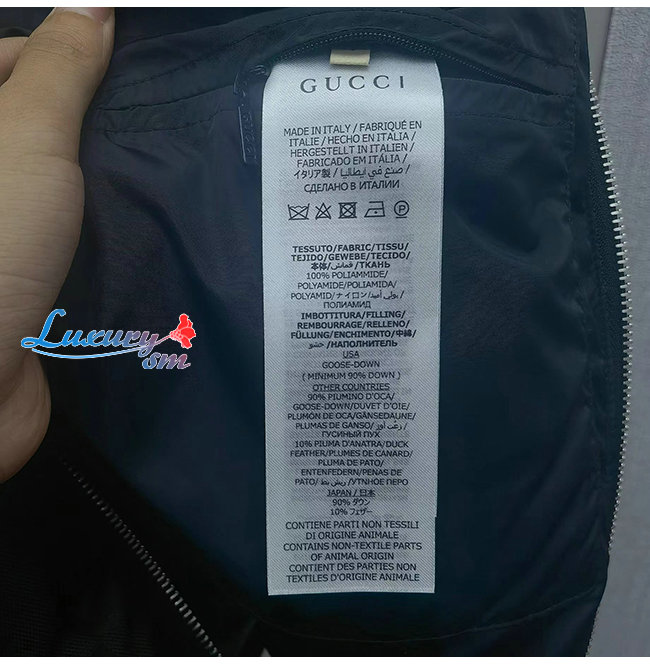 GUCCI
MADE IN ITALY / FABRIQUÉ EN
ITALIE / HECHO EN ITALIA /
HERGESTELLT IN ITALIEN /
FABRICADO EM ITÁLIA /
イタリア製 / صنع في ايطاليا /
СДЕЛАНО В ИТАЛИИ
TESSUTO/FABRIC/TISSU/
TEJIDO/GEWEBE/TECIDO/
本体/قماش/ТКАНЬ
100% POLIAMMIDE/
POLYAMIDE/POLIAMIDA/
POLYAMID/ナイロン/بولي أميد/
ПОЛИАМИД
IMBOTTITURA/FILLING/
REMBOURRAGE/RELLENO/
FÜLLUNG/ENCHIMENTO/中綿/
حشو/НАПОЛНИТЕЛЬ
USA
GOOSE-DOWN
( MINIMUM 90% DOWN )
OTHER COUNTRIES
90% PIUMINO D'OCA/
GOOSE-DOWN/DUVET D'OIE/
PLUMÓN DE OCA/GÄNSEDAUNE/
PLUMAS DE GANSO/زغب أوز/
ГУСИНЫЙ ПУХ
10% PIUMA D'ANATRA/DUCK
FEATHER/PLUMES DE CANARD/
PLUMA DE PATO/
ENTENFEDERN/PENAS DE
PATO/ريش بط/УТИНОЕ ПЕРО
JAPAN / 日本
90% ダウン
10% フェザー
CONTIENE PARTI NON TESSILI
DI ORIGINE ANIMALE
CONTAINS NON-TEXTILE PARTS
OF ANIMAL ORIGIN
CONTIENT DES PARTIES NON
TEXTILES D'ORIGINE ANIMALE
Luxury
sm